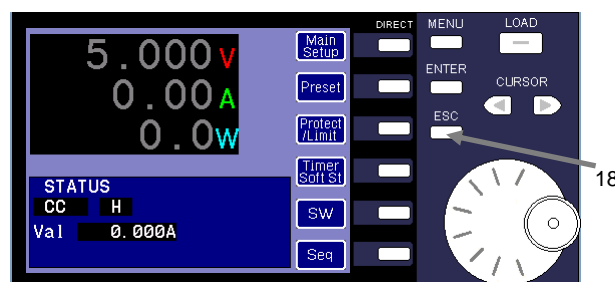 DIRECT MENU LOAD
5.000V
Main
Setup
0.00A
Preset
ENTER
CURSOR
0.0W
Protect
/Limit
ESC
Timer
Soft St
18
STATUS
CC H
SW
Val 0.000A
Seq